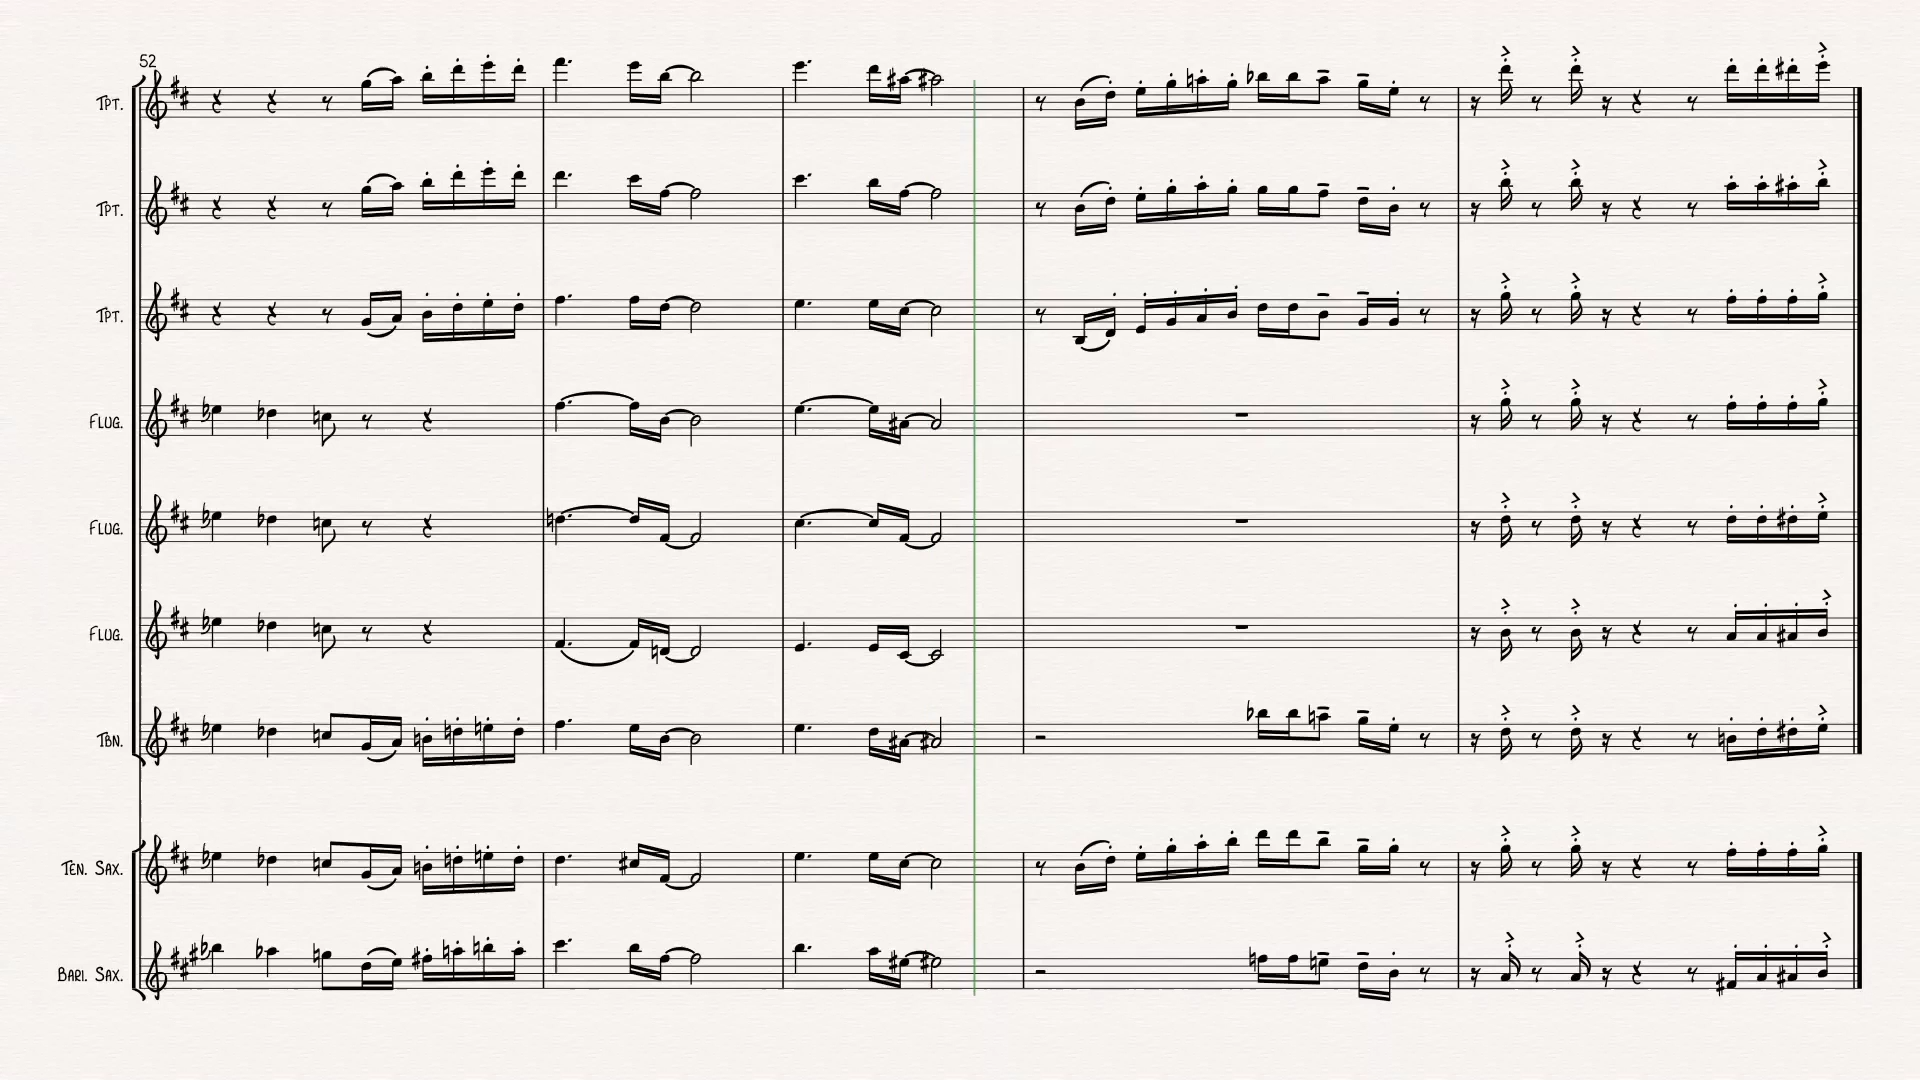 52
Tpt.
Tpt.
Tpt.
Flug.
Flug.
Flug.
Tbn.
Ten. Sax.
Bari. Sax.